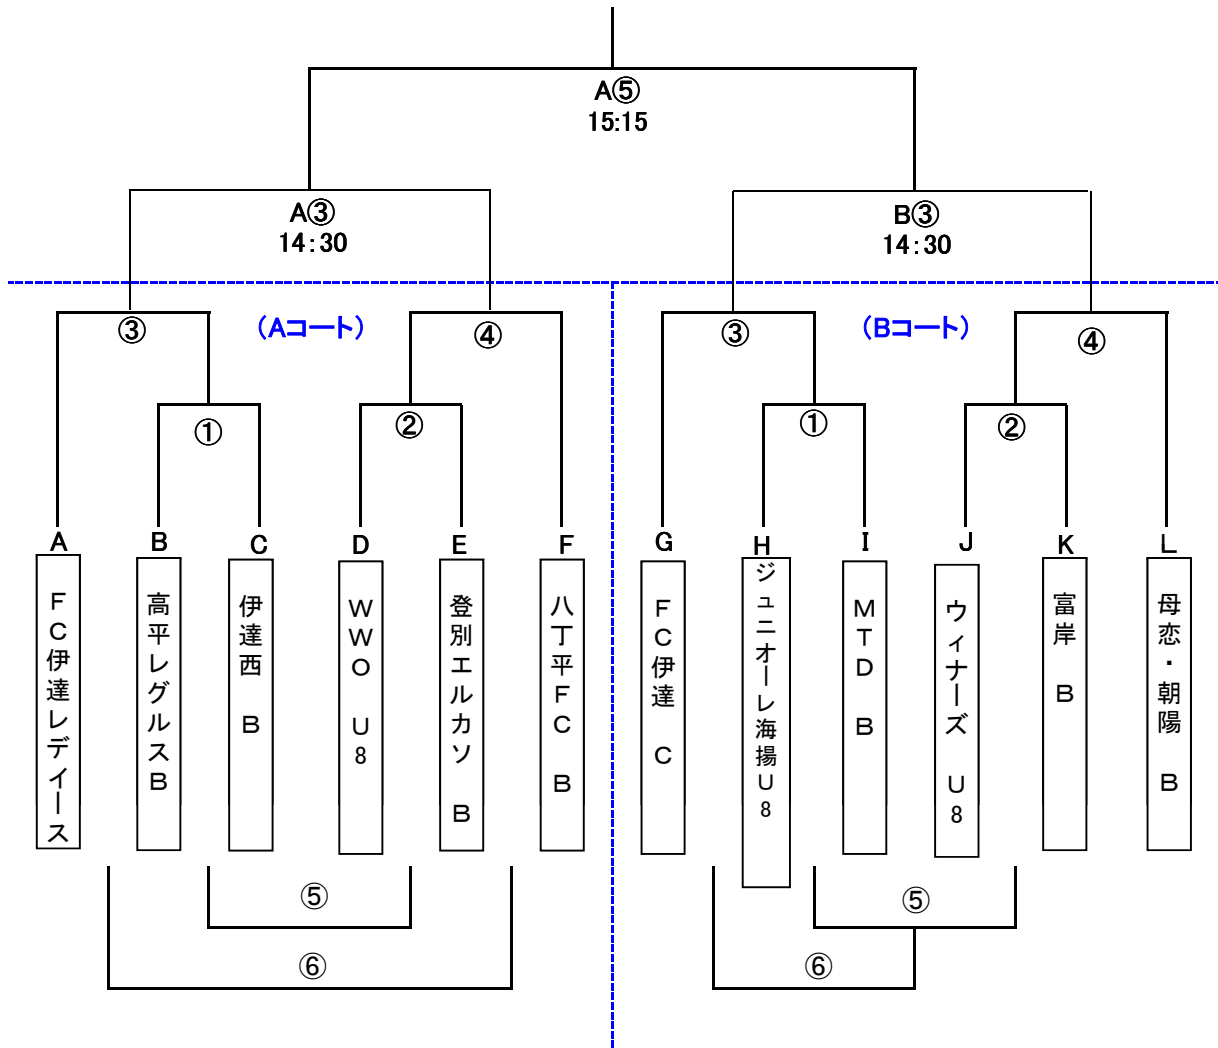 A⑤
15:15
A③
14:30
B③
14:30
③
(Aコート)
④
③
(Bコート)
④
①
②
①
②
A
B
C
D
E
F
G
H
I
J
K
L
FC伊達レデイース
高平レグルスB
伊達西 B
WWO U8
登別エルカソ B
八丁平FC B
FC伊達 C
ジュニオーレ海揚U8
MTD B
ウィナーズ U8
富岸 B
母恋・朝陽 B
⑤
⑤
⑥
⑥